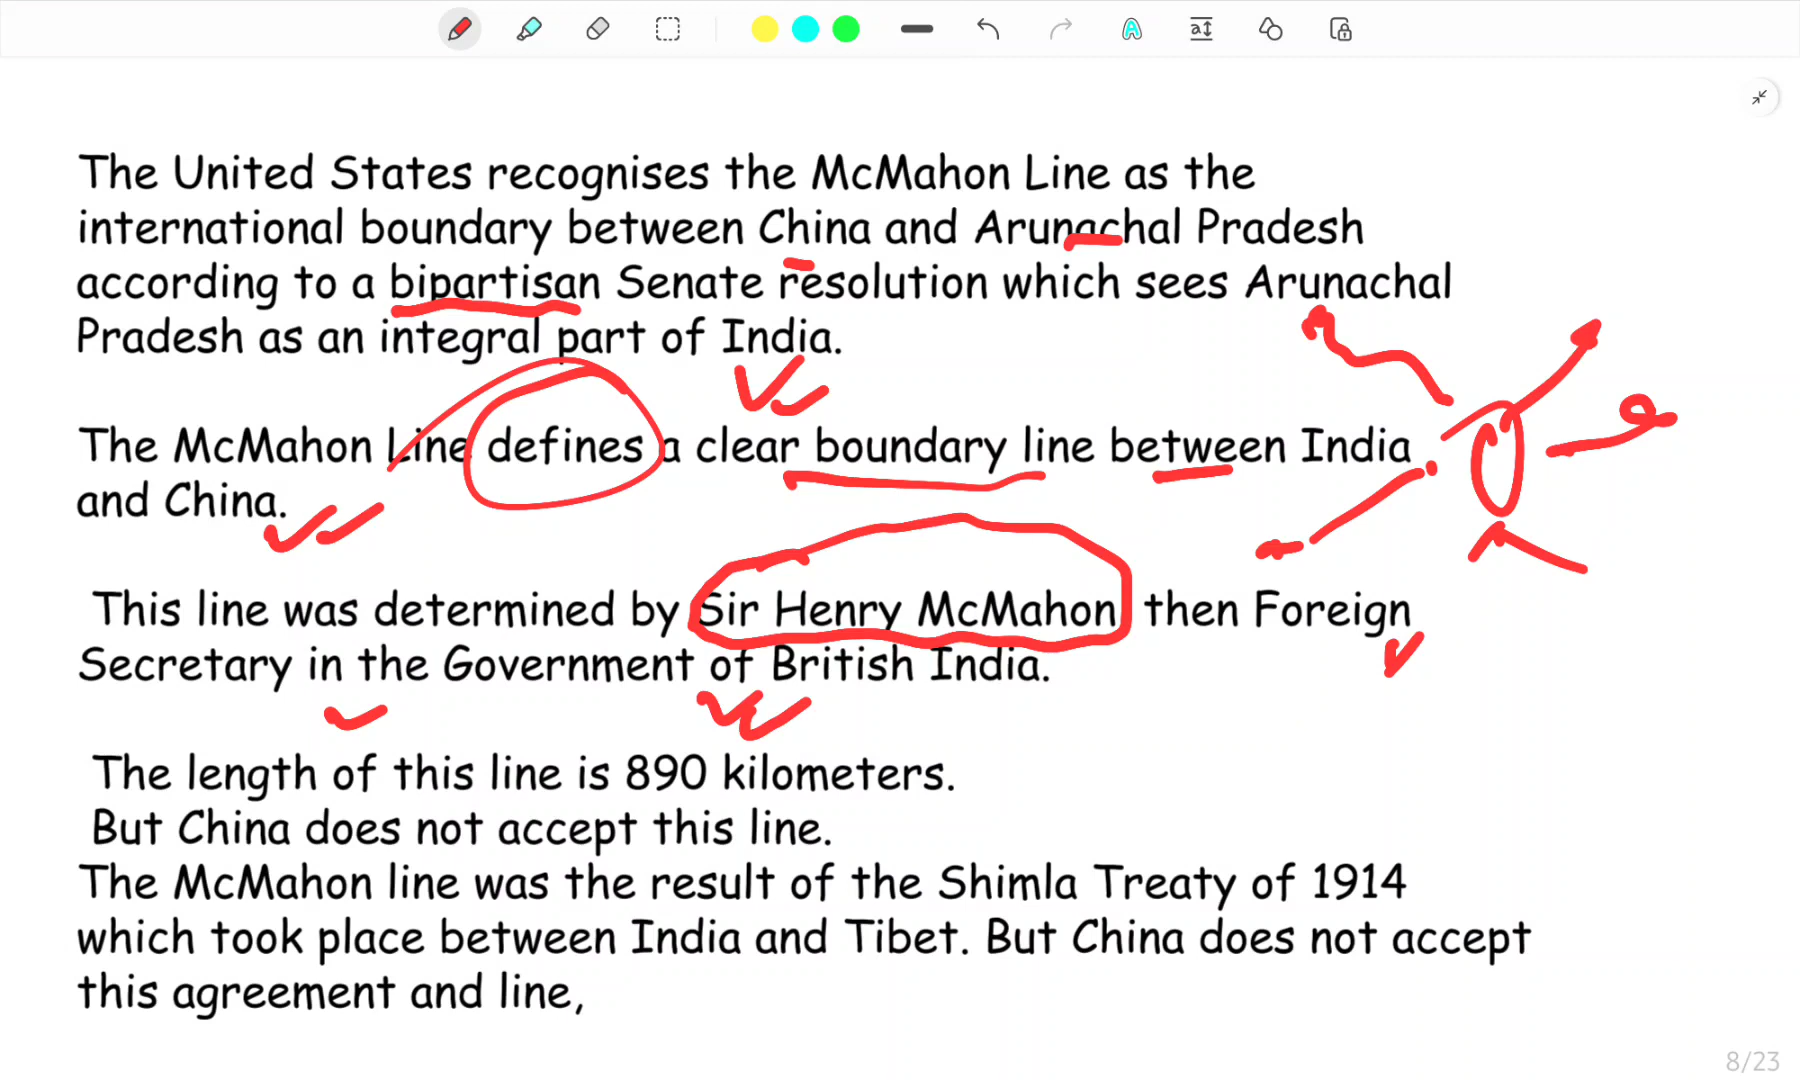 The United States recognises the McMahon Line as the
international boundary between China and Arunachal Pradesh
according to a bipartisan Senate resolution which sees Arunachal
Pradesh as an integral part of India.
The McMahon Line defines a clear boundary line between India
and China.
This line was determined by Sir Henry McMahon then Foreign
Secretary in the Government of British India.
The length of this line is 890 kilometers.
But China does not accept this line.
The McMahon line was the result of the Shimla Treaty of 1914
which took place between India and Tibet. But China does not accept
this agreement and line,
8/23